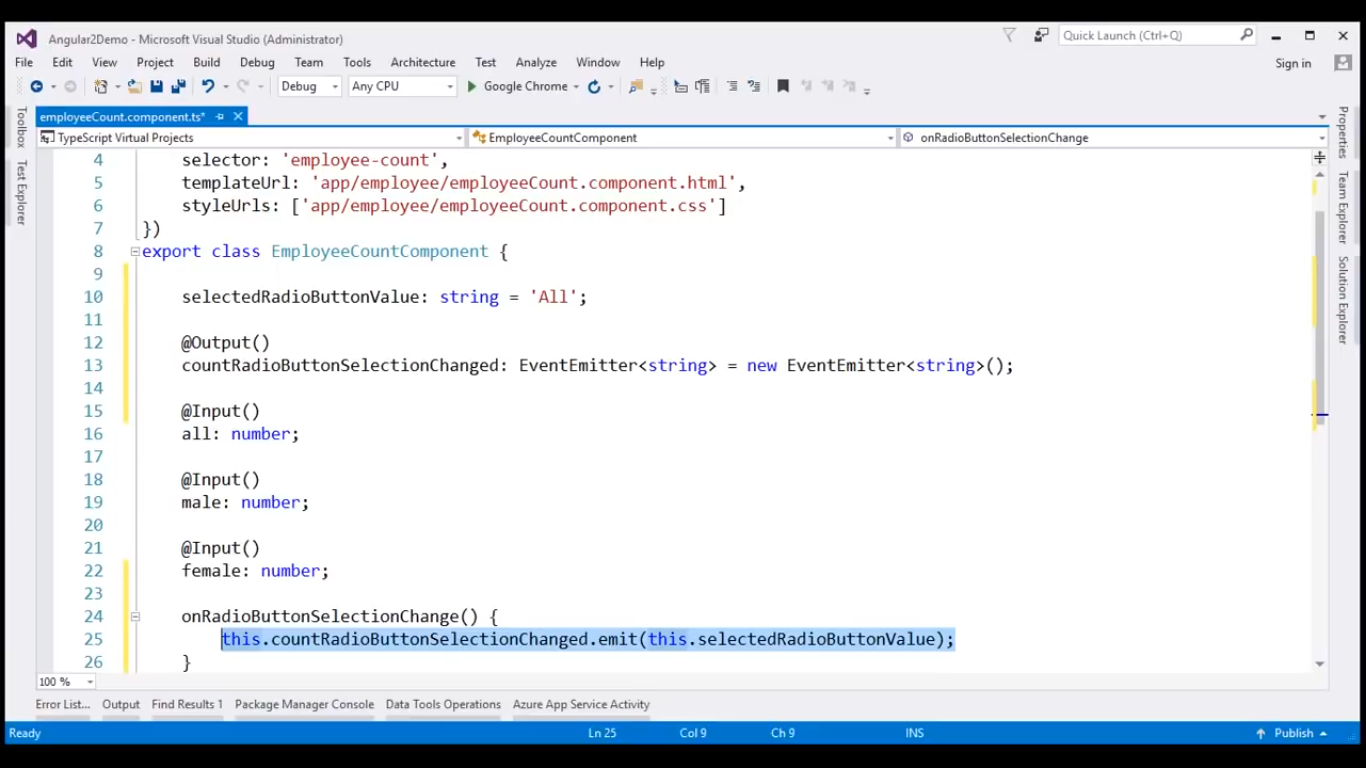 Angular2Demo - Microsoft Visual Studio (Administrator)
Quick Launch (Ctrl+Q)
File Edit View Project Build Debug Team Tools Architecture Test Analyze Window Help
Sign in
Debug Any CPU Google Chrome
employeeCount.component.ts*
TypeScript Virtual Projects EmployeeCountComponent onRadioButtonSelectionChange
Toolbox
Test Explorer
4 selector: 'employee-count',
5 templateUrl: 'app/employee/employeeCount.component.html',
6 styleUrls: ['app/employee/employeeCount.component.css']
7 })
8 export class EmployeeCountComponent {
9
10 selectedRadioButtonValue: string = 'All';
11
12 @Output()
13 countRadioButtonSelectionChanged: EventEmitter<string> = new EventEmitter<string>();
14
15 @Input()
16 all: number;
17
18 @Input()
19 male: number;
20
21 @Input()
22 female: number;
23
24 onRadioButtonSelectionChange() {
25 this.countRadioButtonSelectionChanged.emit(this.selectedRadioButtonValue);
26 }
Properties
Team Explorer
Solution Explorer
100 %
Error List... Output Find Results 1 Package Manager Console Data Tools Operations Azure App Service Activity
Ready Ln 25 Col 9 Ch 9 INS Publish